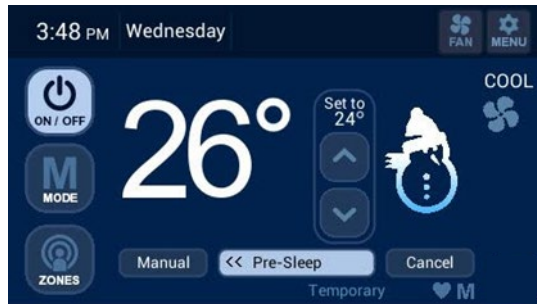 3:48 PM Wednesday
FAN
MENU
COOL
ON / OFF
26°
Set to
24°
M
MODE
ZONES
Manual
<< Pre-Sleep
Cancel
Temporary
M